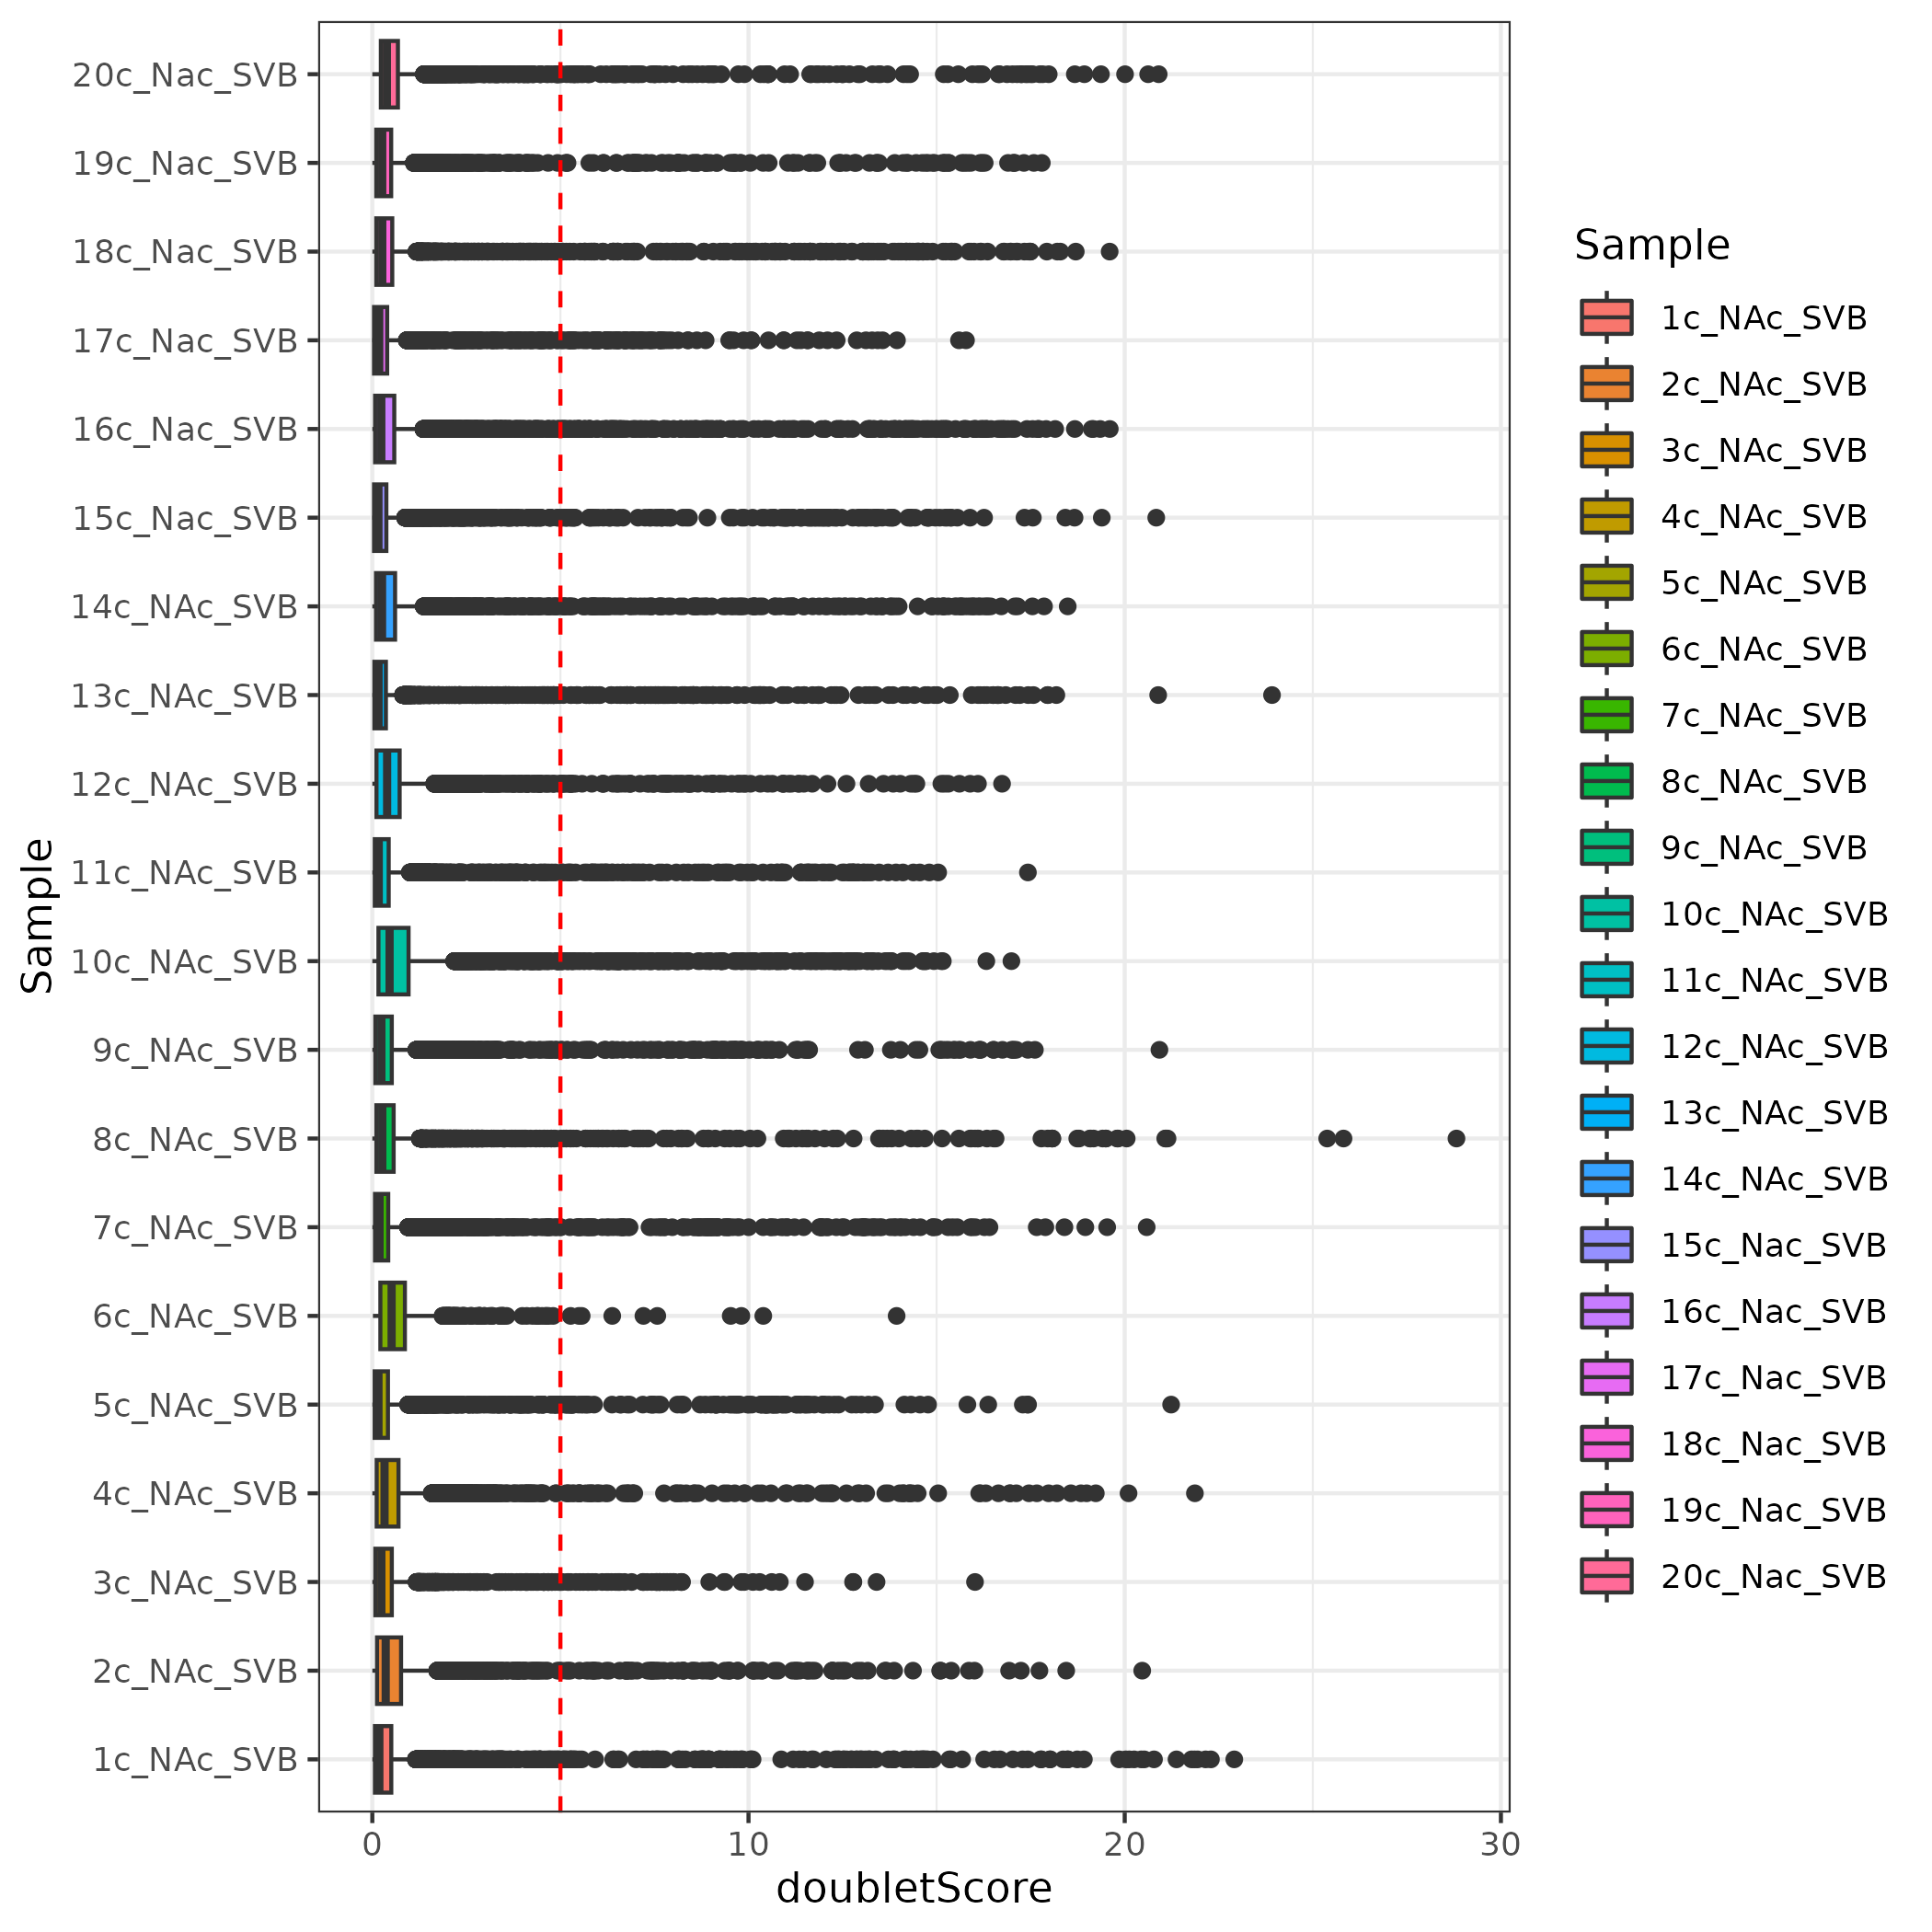 Sample
20c_Nac_SVB
19c_Nac_SVB
18c_Nac_SVB
17c_Nac_SVB
16c_Nac_SVB
15c_Nac_SVB
14c_NAc_SVB
13c_NAc_SVB
12c_NAc_SVB
11c_NAc_SVB
10c_NAc_SVB
9c_NAc_SVB
8c_NAc_SVB
7c_NAc_SVB
6c_NAc_SVB
5c_NAc_SVB
4c_NAc_SVB
3c_NAc_SVB
2c_NAc_SVB
1c_NAc_SVB
0 10 20 30
doubletScore
Sample
1c_NAc_SVB
2c_NAc_SVB
3c_NAc_SVB
4c_NAc_SVB
5c_NAc_SVB
6c_NAc_SVB
7c_NAc_SVB
8c_NAc_SVB
9c_NAc_SVB
10c_NAc_SVB
11c_NAc_SVB
12c_NAc_SVB
13c_NAc_SVB
14c_NAc_SVB
15c_Nac_SVB
16c_Nac_SVB
17c_Nac_SVB
18c_Nac_SVB
19c_Nac_SVB
20c_Nac_SVB